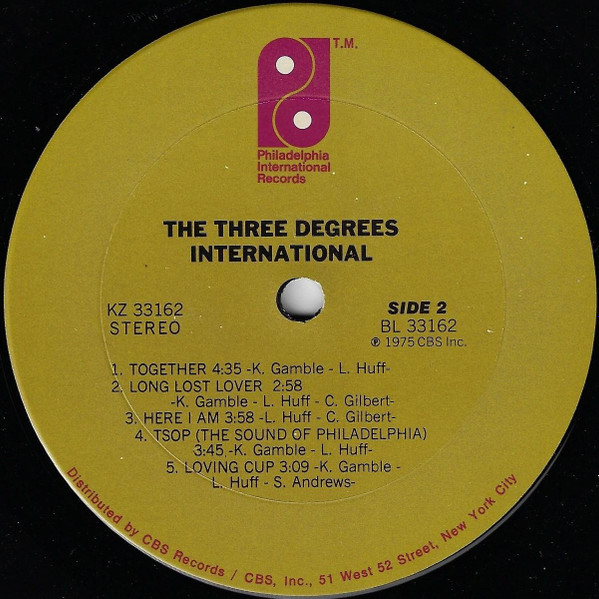 T.M.
Philadelphia
International
Records
THE THREE DEGREES
INTERNATIONAL
KZ 33162
STEREO
SIDE 2
BL 33162
℗ 1975 CBS Inc.
1. TOGETHER 4:35 -K. Gamble - L. Huff-
2. LONG LOST LOVER 2:58
-K. Gamble - L. Huff - C. Gilbert-
3. HERE I AM 3:58 -L. Huff - C. Gilbert-
4. TSOP (THE SOUND OF PHILADELPHIA)
3:45 -K. Gamble - L. Huff-
5. LOVING CUP 3:09 -K. Gamble -
L. Huff - S. Andrews-
Distributed by CBS Records / CBS, Inc., 51 West 52 Street, New York City